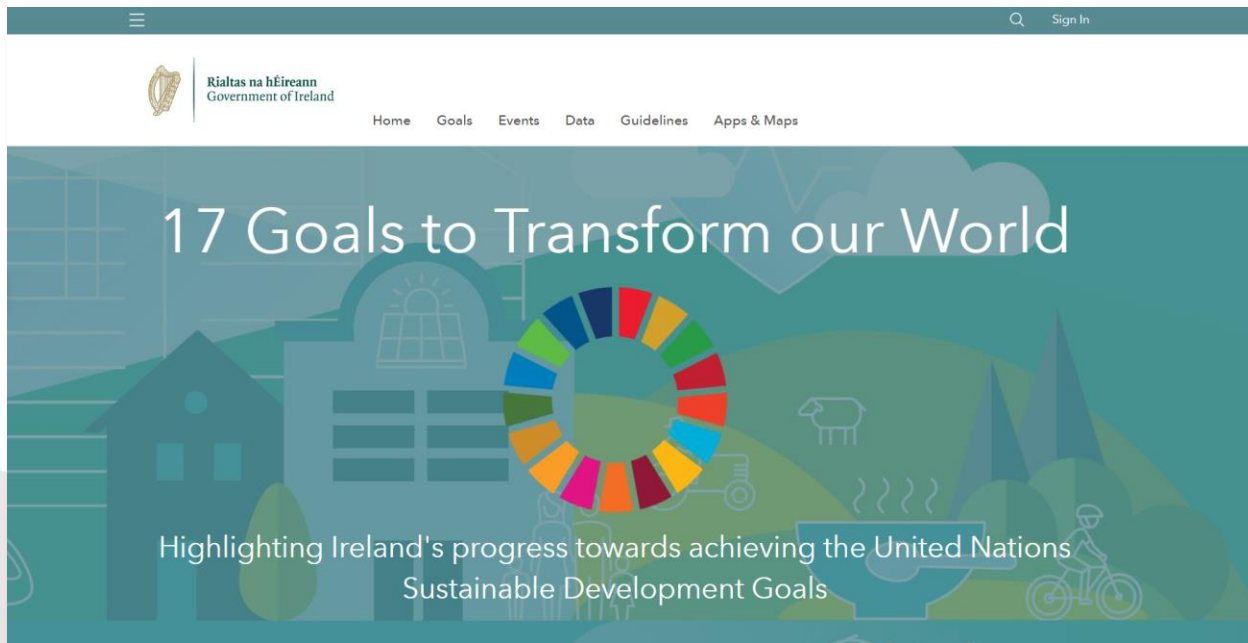 Sign In
Rialtas na hÉireann
Government of Ireland
Home Goals Events Data Guidelines Apps & Maps
17 Goals to Transform our World
Highlighting Ireland's progress towards achieving the United Nations
Sustainable Development Goals